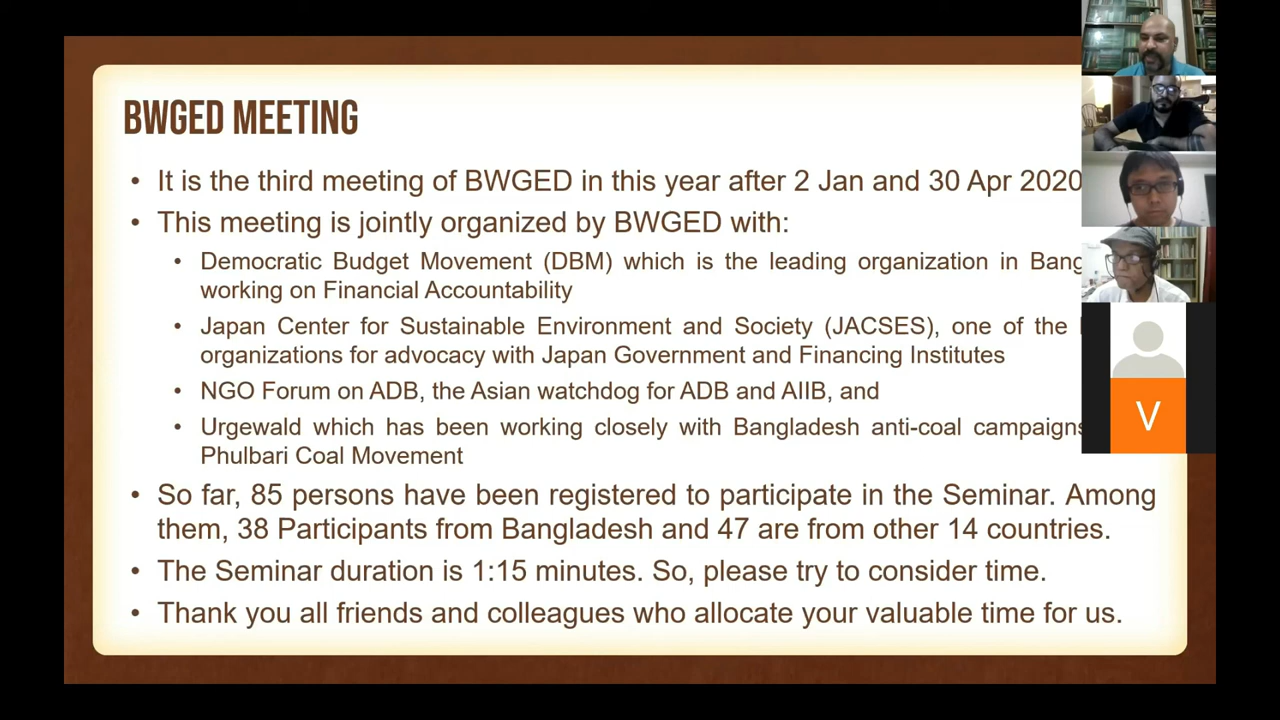 BWGED MEETING
• It is the third meeting of BWGED in this year after 2 Jan and 30 Apr 2020
• This meeting is jointly organized by BWGED with:
• Democratic Budget Movement (DBM) which is the leading organization in
working on Financial Accountability
• Japan Center for Sustainable Environment and Society (JACSES), one of the
organizations for advocacy with Japan Government and Financing Institutes
• NGO Forum on ADB, the Asian watchdog for ADB and AIIB, and
• Urgewald which has been working closely with Bangladesh anti-coal campaigns
Phulbari Coal Movement
• So far, 85 persons have been registered to participate in the Seminar. Among
them, 38 Participants from Bangladesh and 47 are from other 14 countries.
• The Seminar duration is 1:15 minutes. So, please try to consider time.
• Thank you all friends and colleagues who allocate your valuable time for us.
V